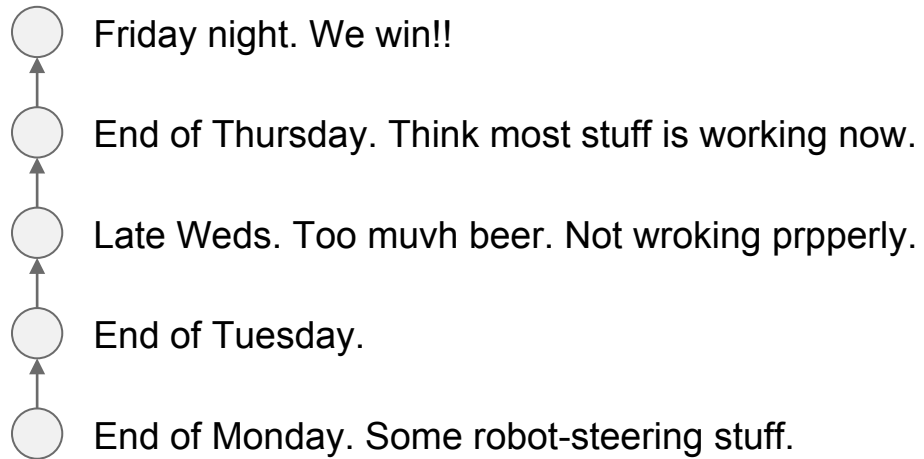 Friday night. We win!!
End of Thursday. Think most stuff is working now.
Late Weds. Too muvh beer. Not wroking prpperly.
End of Tuesday.
End of Monday. Some robot-steering stuff.